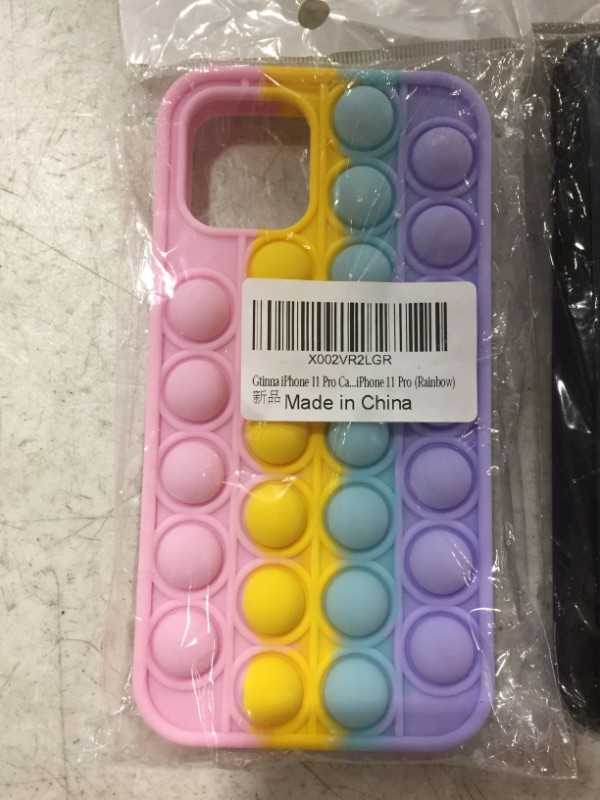 X002VR2LGR
Gtinna iPhone 11 Pro Ca...iPhone 11 Pro (Rainbow)
新品 Made in China